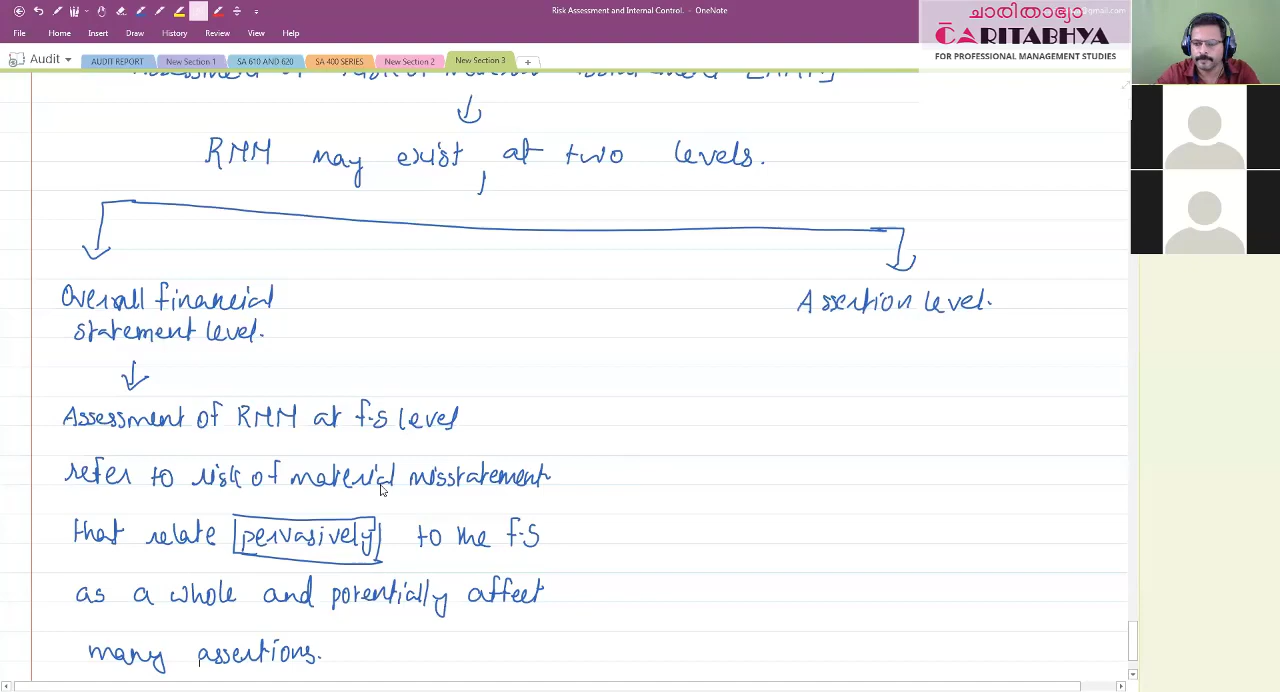 Risk Assessment and Internal Control. - OneNote
@gmail.com
File Home Insert Draw History Review View Help
Audit
AUDIT REPORT
New Section 1
SA 610 AND 620
SA 400 SERIES
New Section 2
New Section 3
ചാരിതാഭ്യാ
CARITABHYA
FOR PROFESSIONAL MANAGEMENT STUDIES
RMM may exist at two levels.
Overall financial
statement level.
Assertion level.
Assessment of RMM at f-s level
refer to risk of material misstatement
that relate pervasively to the f-s
as a whole and potentially affect
many assertions.